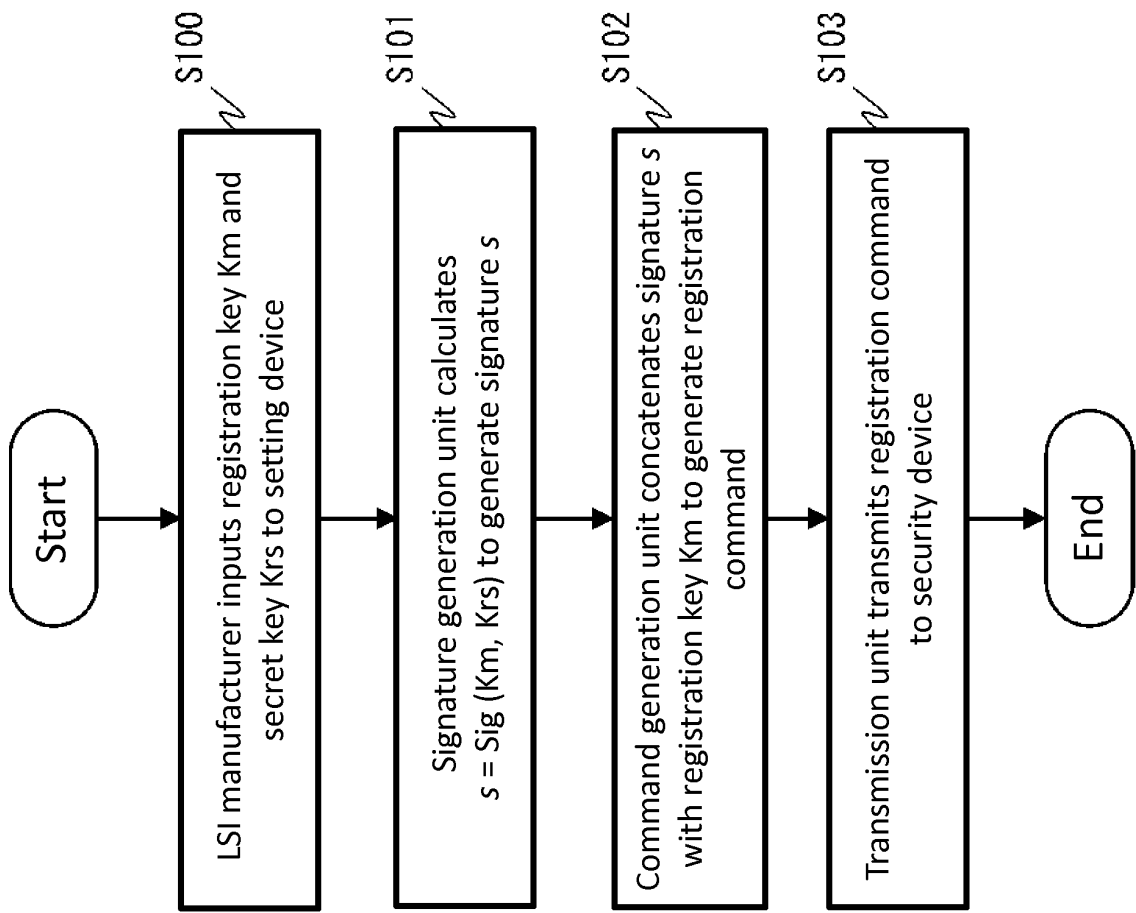 Start
S100
LSI manufacturer inputs registration key Km and
secret key Krs to setting device
S101
Signature generation unit calculates
s = Sig (Km, Krs) to generate signature s
S102
Command generation unit concatenates signature s
with registration key Km to generate registration
command
S103
Transmission unit transmits registration command
to security device
End